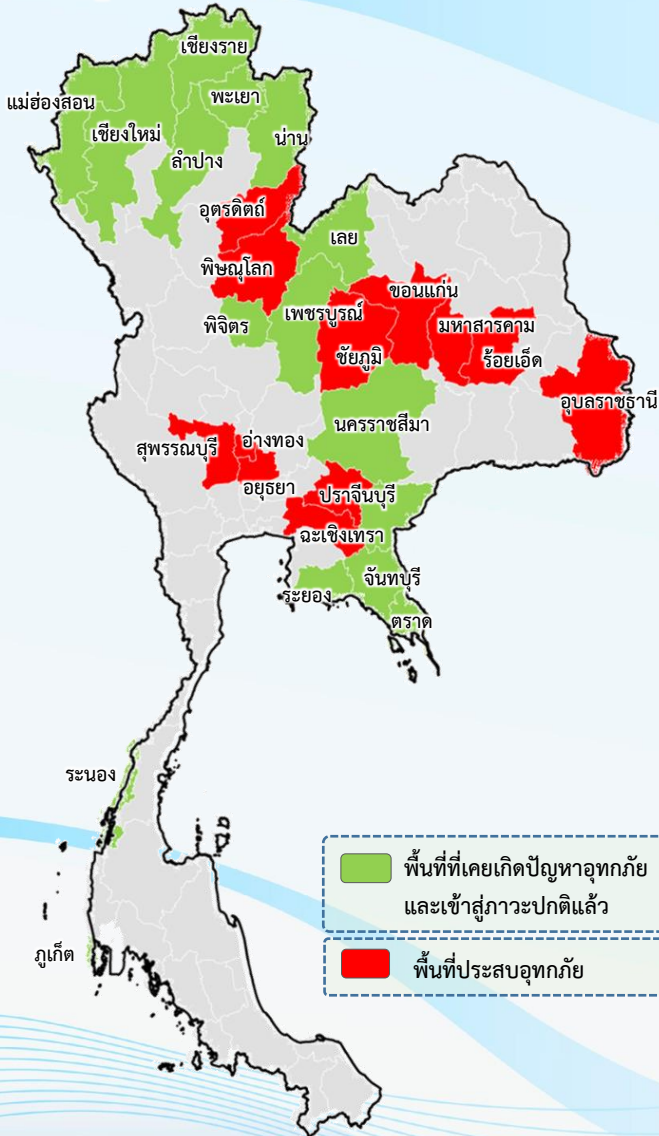 เชียงราย
แม่ฮ่องสอน
พะเยา
เชียงใหม่
น่าน
ลำปาง
อุตรดิตถ์
เลย
พิษณุโลก
ขอนแก่น
เพชรบูรณ์
พิจิตร
มหาสารคาม
ชัยภูมิ
ร้อยเอ็ด
อุบลราชธานี
นครราชสีมา
อ่างทอง
สุพรรณบุรี
อยุธยา
ปราจีนบุรี
ฉะเชิงเทรา
จันทบุรี
ระยอง
ตราด
ระนอง
ภูเก็ต
พื้นที่ที่เคยเกิดปัญหาอุทกภัย
และเข้าสู่ภาวะปกติแล้ว
พื้นที่ประสบอุทกภัย